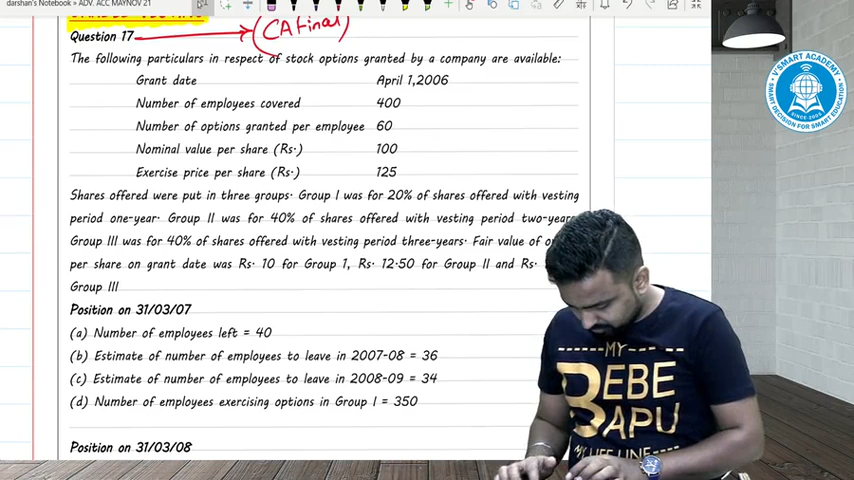 darshan's Notebook » ADV. ACC MAYNOV 21
Question 17
(CA Final)
The following particulars in respect of stock options granted by a company are available:
Grant date April 1,2006
Number of employees covered 400
Number of options granted per employee 60
Nominal value per share (Rs.) 100
Exercise price per share (Rs.) 125
Shares offered were put in three groups. Group I was for 20% of shares offered with vesting
period one-year. Group II was for 40% of shares offered with vesting period two-years
Group III was for 40% of shares offered with vesting period three-years. Fair value of
per share on grant date was Rs. 10 for Group 1, Rs. 12.50 for Group II and Rs.
Group III
Position on 31/03/07
(a) Number of employees left = 40
(b) Estimate of number of employees to leave in 2007-08 = 36
(c) Estimate of number of employees to leave in 2008-09 = 34
(d) Number of employees exercising options in Group I = 350
Position on 31/03/08
V'SMART ACADEMY
SINCE-2005
SMART DECISION FOR SMART EDUCATION
MY
BEBE
BAPU
MY LIFE LINE